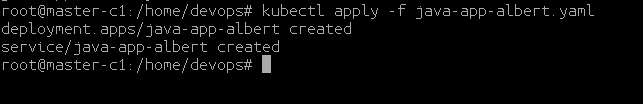 root@master-c1:/home/devops# kubectl apply -f java-app-albert.yaml
deployment.apps/java-app-albert created
service/java-app-albert created
root@master-c1:/home/devops#